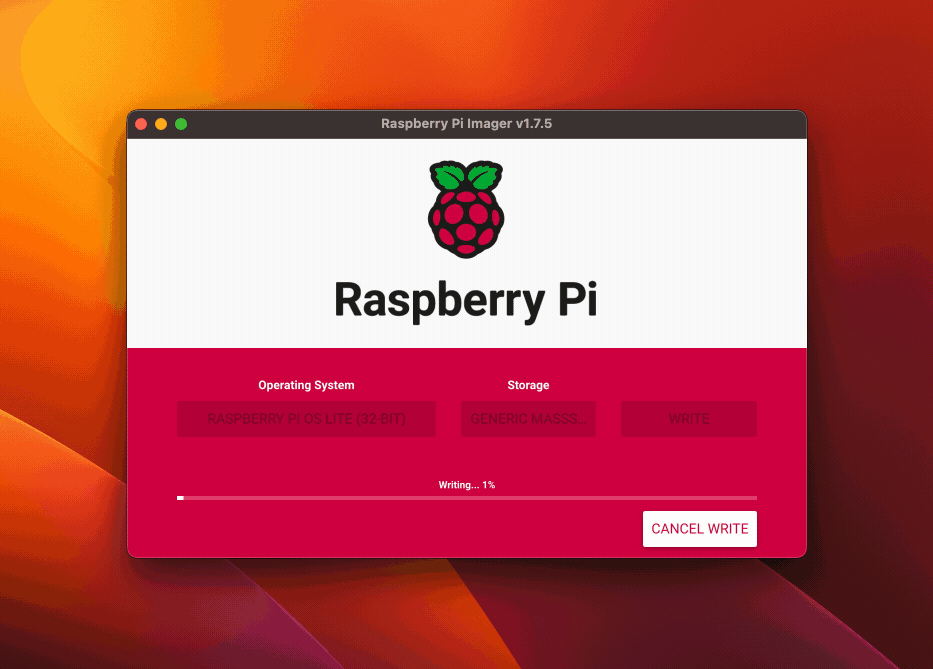 Raspberry Pi Imager v1.7.5
Raspberry Pi
Operating System
Storage
RASPBERRY PI OS LITE (32-BIT)
GENERIC MASSS...
WRITE
Writing... 1%
CANCEL WRITE